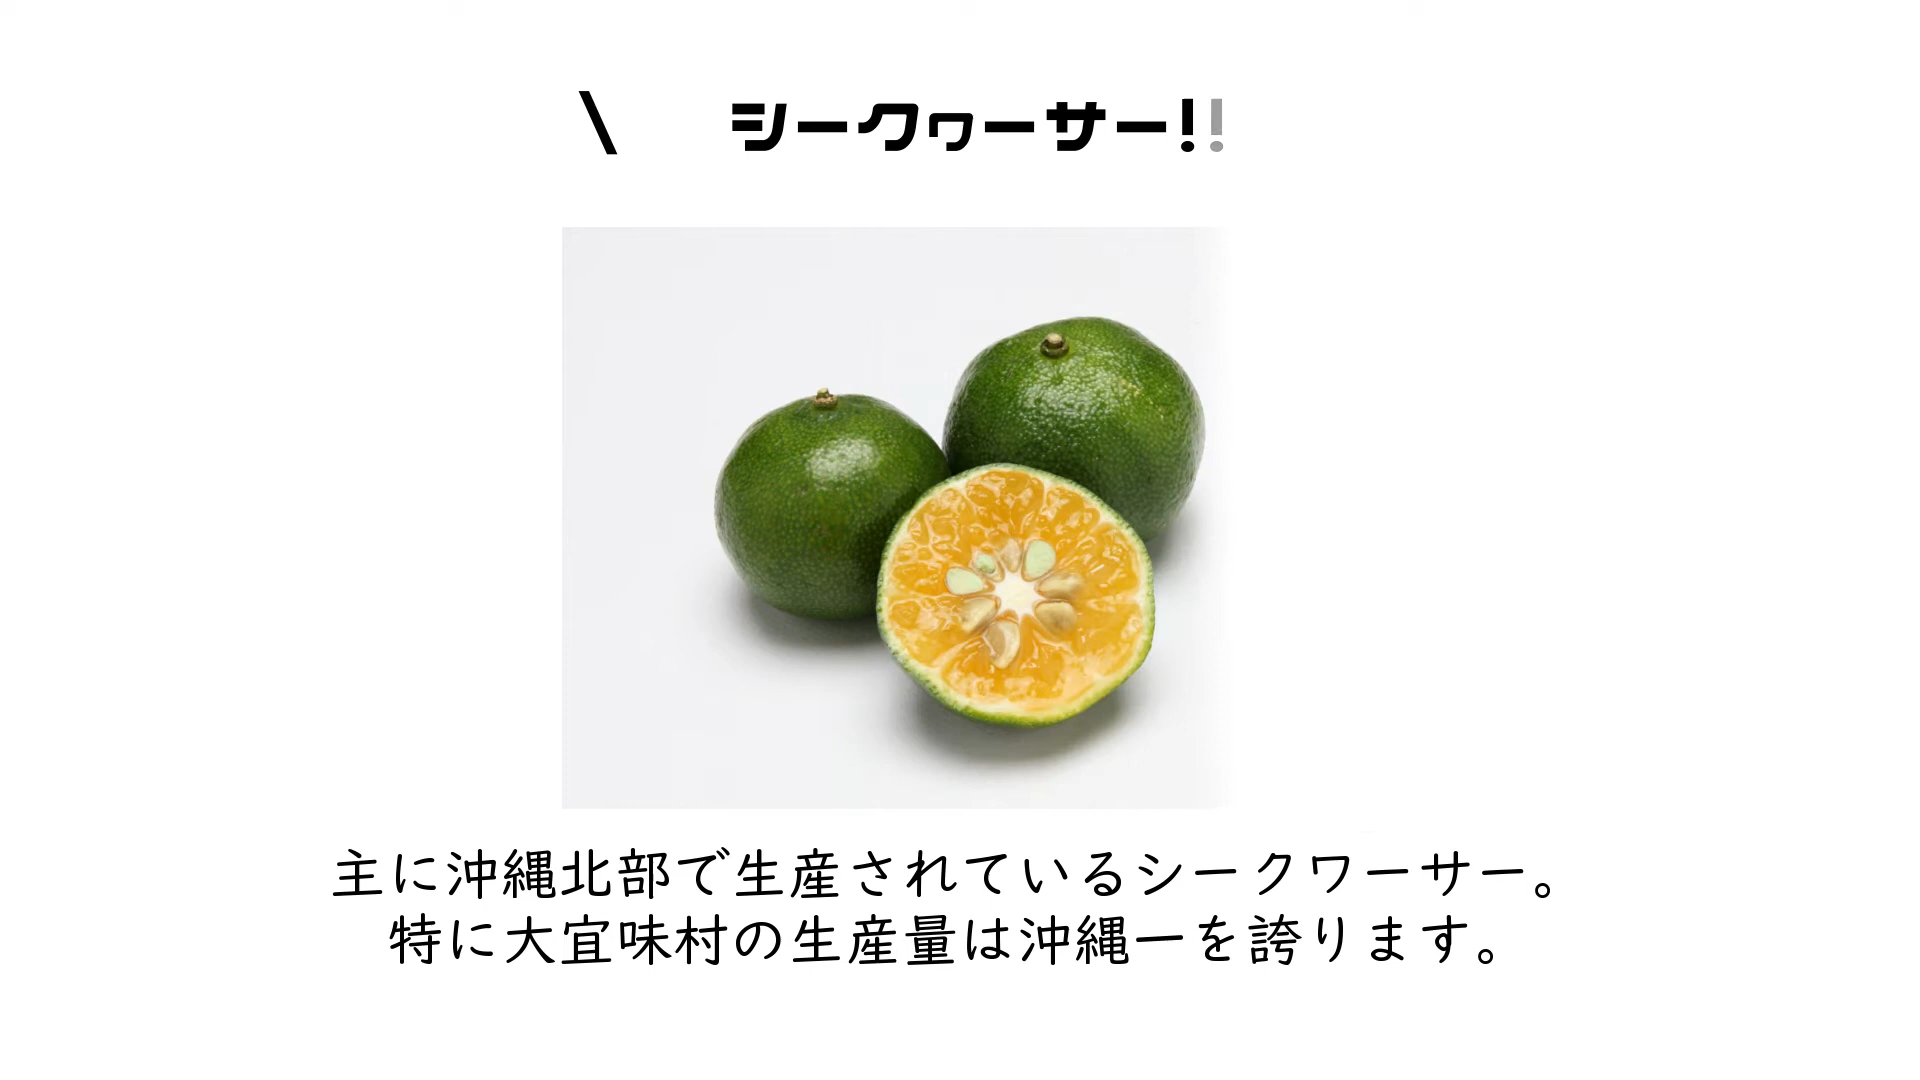 \ シークヮーサー!!
主に沖縄北部で生産されているシークワーサー。
特に大宜味村の生産量は沖縄一を誇ります。